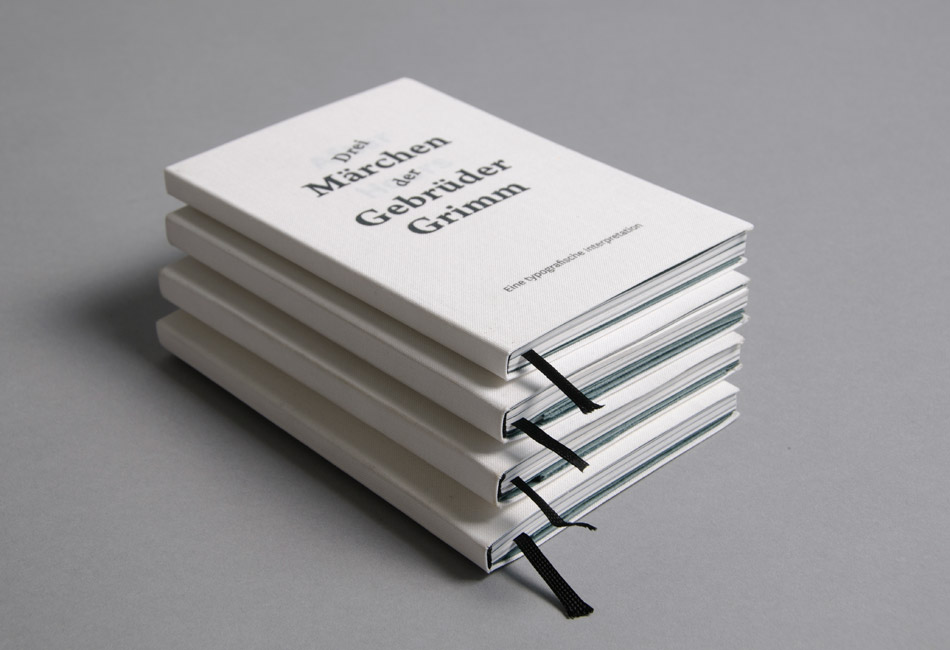 Drei
Märchen
der
Gebrüder
Grimm
Eine typografische interpretation